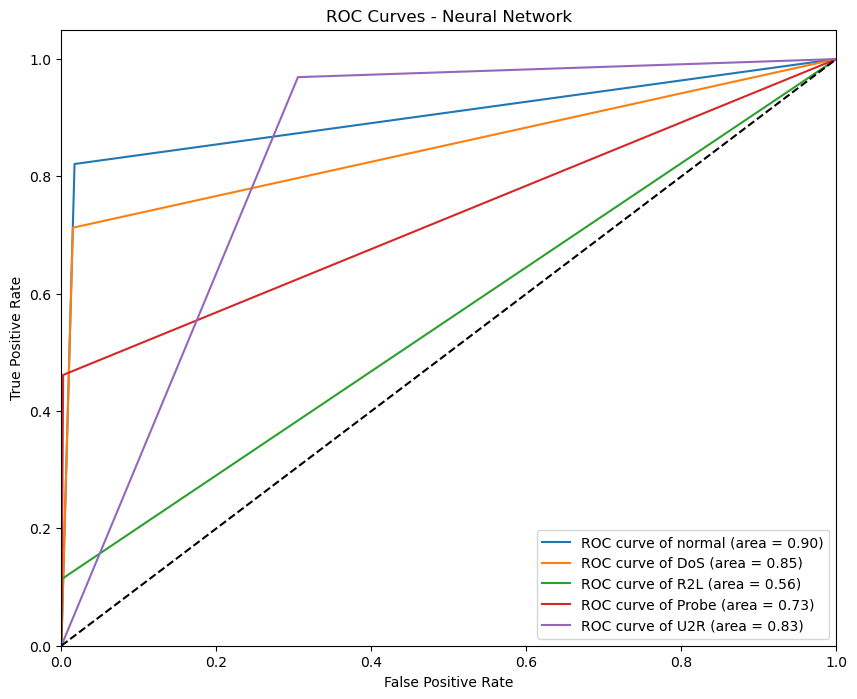 ROC Curves - Neural Network
True Positive Rate
1.0
0.8
0.6
0.4
0.2
0.0
0.0 0.2 0.4 0.6 0.8 1.0
False Positive Rate
ROC curve of normal (area = 0.90)
ROC curve of DoS (area = 0.85)
ROC curve of R2L (area = 0.56)
ROC curve of Probe (area = 0.73)
ROC curve of U2R (area = 0.83)